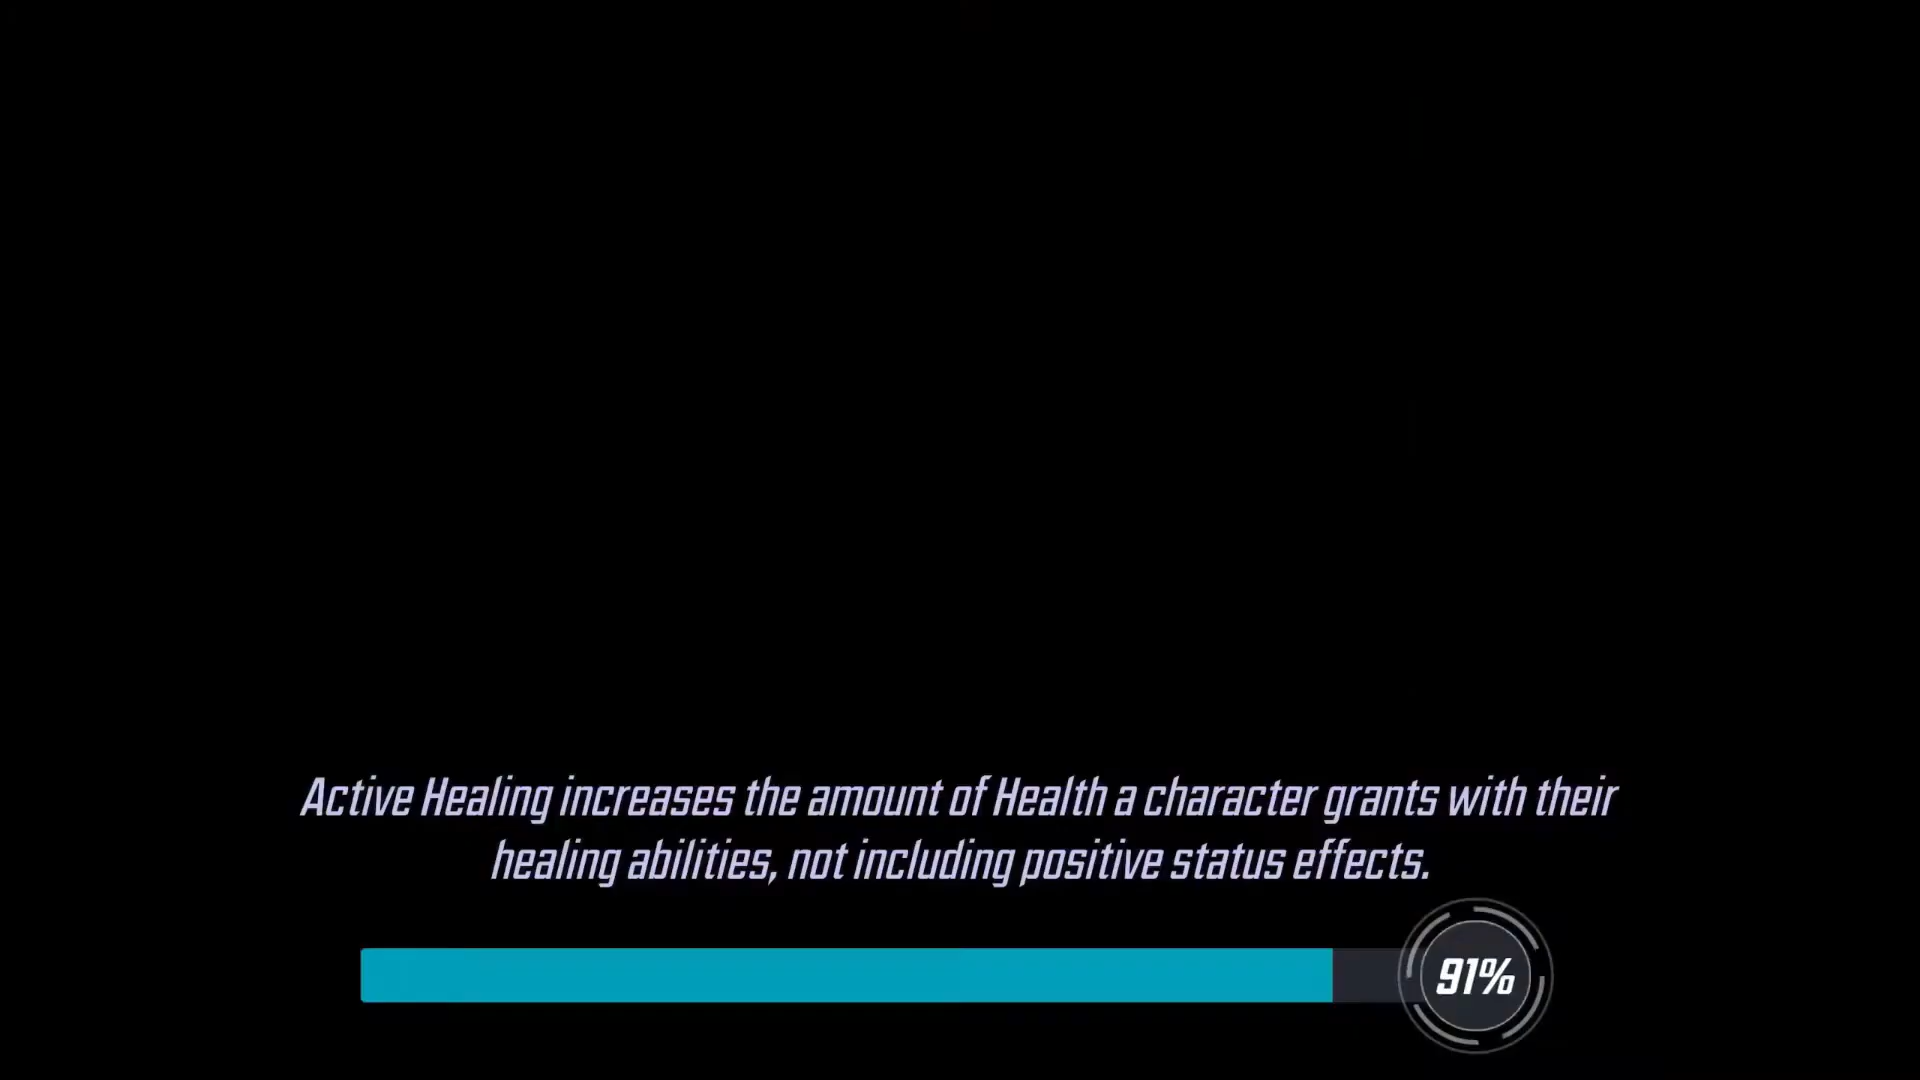 Active Healing increases the amount of Health a character grants with their
healing abilities, not including positive status effects.
91%